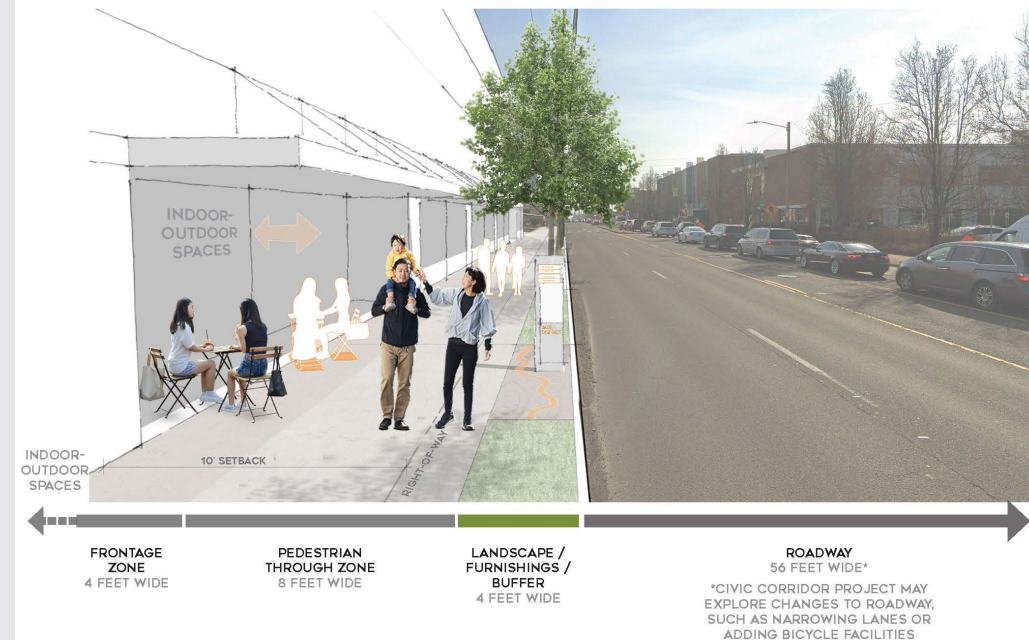 INDOOR-
OUTDOOR
SPACES
INDOOR-
OUTDOOR
SPACES
10' SETBACK
RIGHT-OF-WAY
FRONTAGE
ZONE
4 FEET WIDE
PEDESTRIAN
THROUGH ZONE
8 FEET WIDE
LANDSCAPE /
FURNISHINGS /
BUFFER
4 FEET WIDE
ROADWAY
56 FEET WIDE*
*CIVIC CORRIDOR PROJECT MAY
EXPLORE CHANGES TO ROADWAY,
SUCH AS NARROWING LANES OR
ADDING BICYCLE FACILITIES